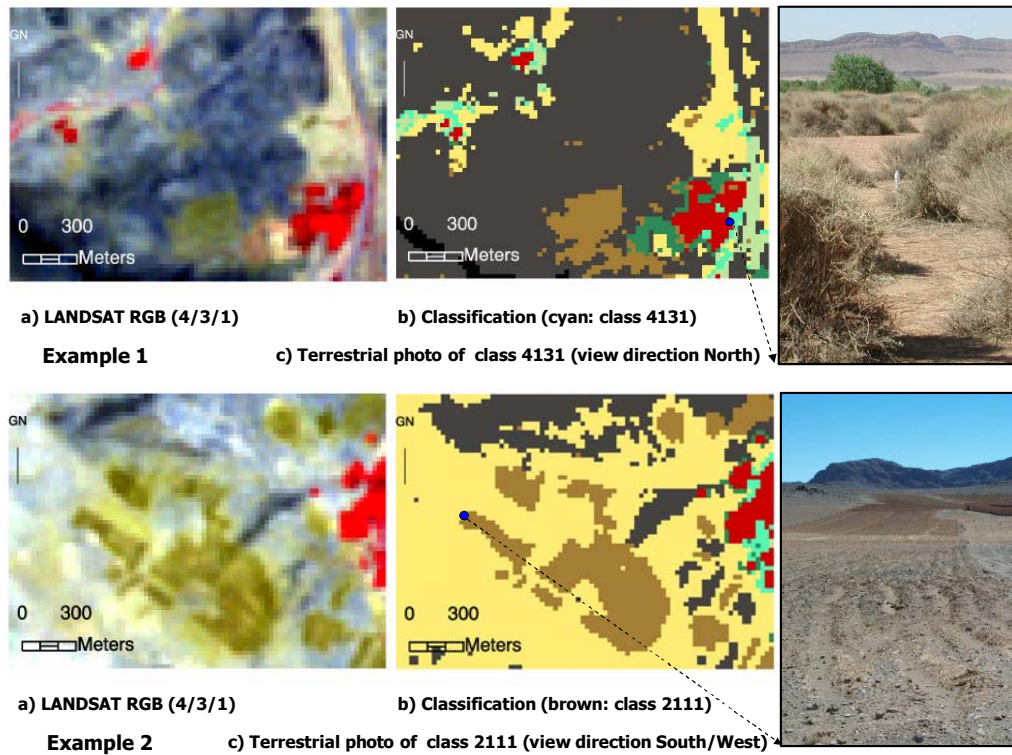 GN
0 300
Meters
GN
0 300
Meters
a) LANDSAT RGB (4/3/1)
b) Classification (cyan: class 4131)
Example 1
c) Terrestrial photo of class 4131 (view direction North)
GN
0 300
Meters
GN
0 300
Meters
a) LANDSAT RGB (4/3/1)
b) Classification (brown: class 2111)
Example 2
c) Terrestrial photo of class 2111 (view direction South/West)